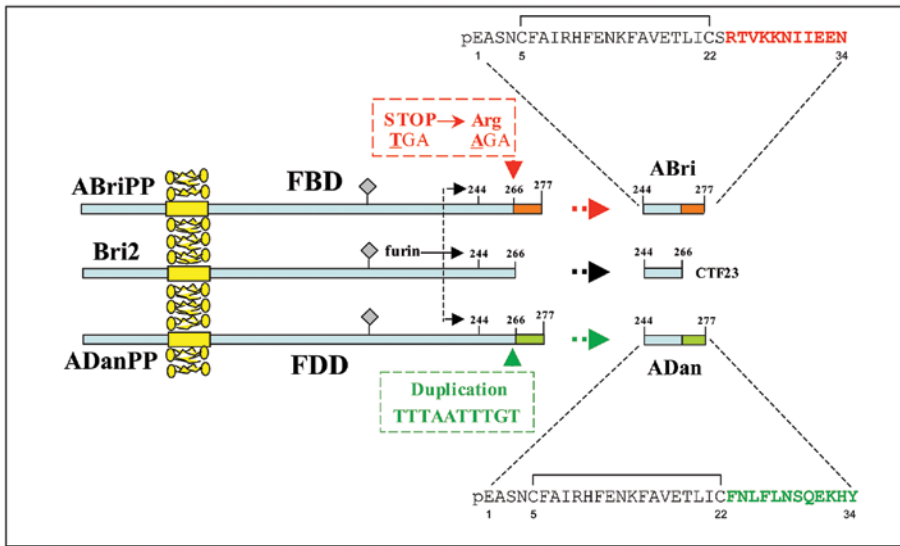 pEASNCFAIRHFENKFAVETLICSRTVKKNIIEEN
1 5 22 34
STOP→ Arg
TGA AGA
ABriPP
FBD
244 266 277
ABri
244 277
Bri2
furin
244 266
244 266
CTF23
ADanPP
FDD
244 266 277
244 277
ADan
Duplication
TTTAATTTGT
pEASNCFAIRHFENKFAVETLICFNLFLNSQEKHY
1 5 22 34